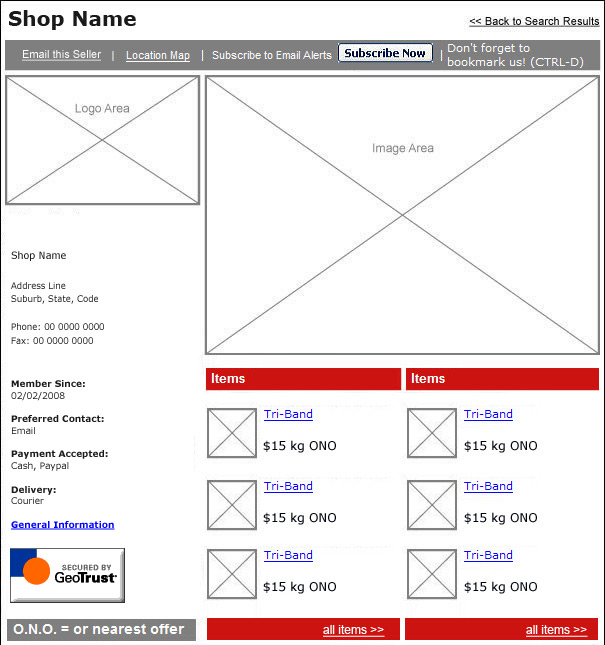 Shop Name
<< Back to Search Results
Email this Seller | Location Map | Subscribe to Email Alerts Subscribe Now | Don't forget to
bookmark us! (CTRL-D)
Logo Area
Image Area
Shop Name
Address Line
Suburb, State, Code
Phone: 00 0000 0000
Fax: 00 0000 0000
Member Since:
02/02/2008
Preferred Contact:
Email
Payment Accepted:
Cash, Paypal
Delivery:
Courier
General Information
SECURED BY
GeoTrust
O.N.O. = or nearest offer
Items
Tri-Band
$15 kg ONO
Tri-Band
$15 kg ONO
Tri-Band
$15 kg ONO
all items >>
Items
Tri-Band
$15 kg ONO
Tri-Band
$15 kg ONO
Tri-Band
$15 kg ONO
all items >>